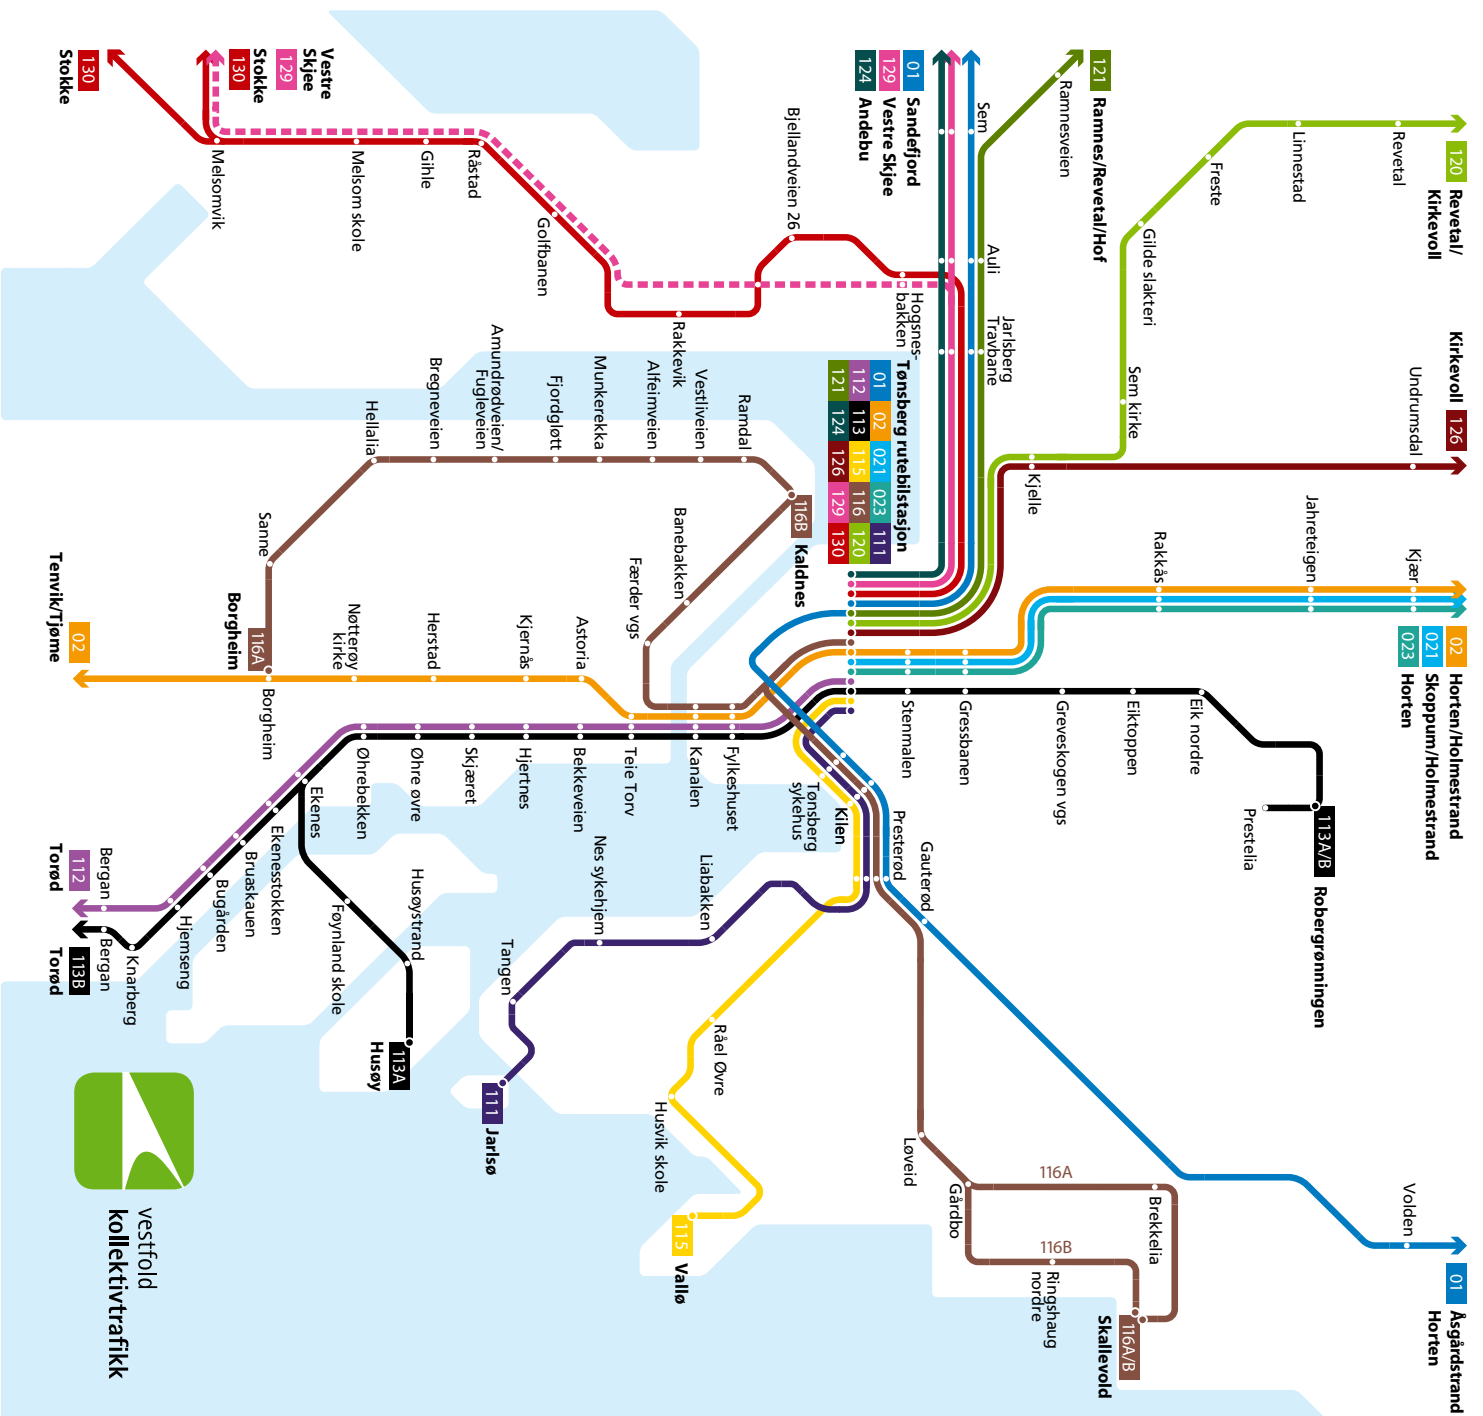 130
Stokke
Vestre
Skjee
129
Stokke
130
01
Sandefjord
129
Vestre Skjee
124
Andebu
121
Ramnes/Revetal/Hof
120
Revetal/
Kirkevoll
Revetal
Linnestad
Freste
Gilde slakteri
Sem kirke
Kjelle
Kirkevoll
126
Undrumsdal
Ramnesveien
Sem
Auli
Jarlsberg
Travbane
Hogsnes-
bakken
Bjellandveien 26
Rakkevik
Golfbanen
Råstad
Gihle
Melsom skole
Melsomvik
Tønsberg rutebilstasjon
01
02
021
023
111
112
113
115
116
120
121
124
126
129
130
Jahreteigen
Kjær
Rakkås
02
Horten/Holmestrand
021
Skoppum/Holmestrand
023
Horten
116B
Kaldnes
Ramdal
Vestliveien
Alfeimveien
Munkerekka
Fjordgløtt
Amundrødveien/
Fugleveien
Bregneveien
Hellalia
Sanne
Borgheim
116A
Banebakken
Færder vgs
Tenvik/Tjøme
02
Borgheim
Nøtterøy
kirke
Herstad
Kjernås
Astoria
Teie Torv
Kanalen
Fylkeshuset
Bekkeveien
Hjertnes
Skjæret
Øhre øvre
Øhrebekken
Ekenes
Ekenesstokken
Bruaskauen
Bugården
Hjemseng
Knarberg
Bergan
Bergan
112
Torød
Torød
113B
Føynland skole
Husøystrand
113A
Husøy
Stenmalen
Gressbanen
Greveskogen vgs
Eiktoppen
Eik nordre
Prestelia
113A/B
Robergrønningen
Tønsberg
sykehus
Kilen
Presterød
Gauterød
Liabakken
Nes sykehjem
Tangen
111
Jarlsø
Råel Øvre
Husvik skole
115
Vallø
Løveid
Gårdbo
116A
Brekkelia
116B
Ringshaug
nordre
Skallevold
116A/B
Volden
01
Åsgårdstrand
Horten
vestfold
kollektivtrafikk